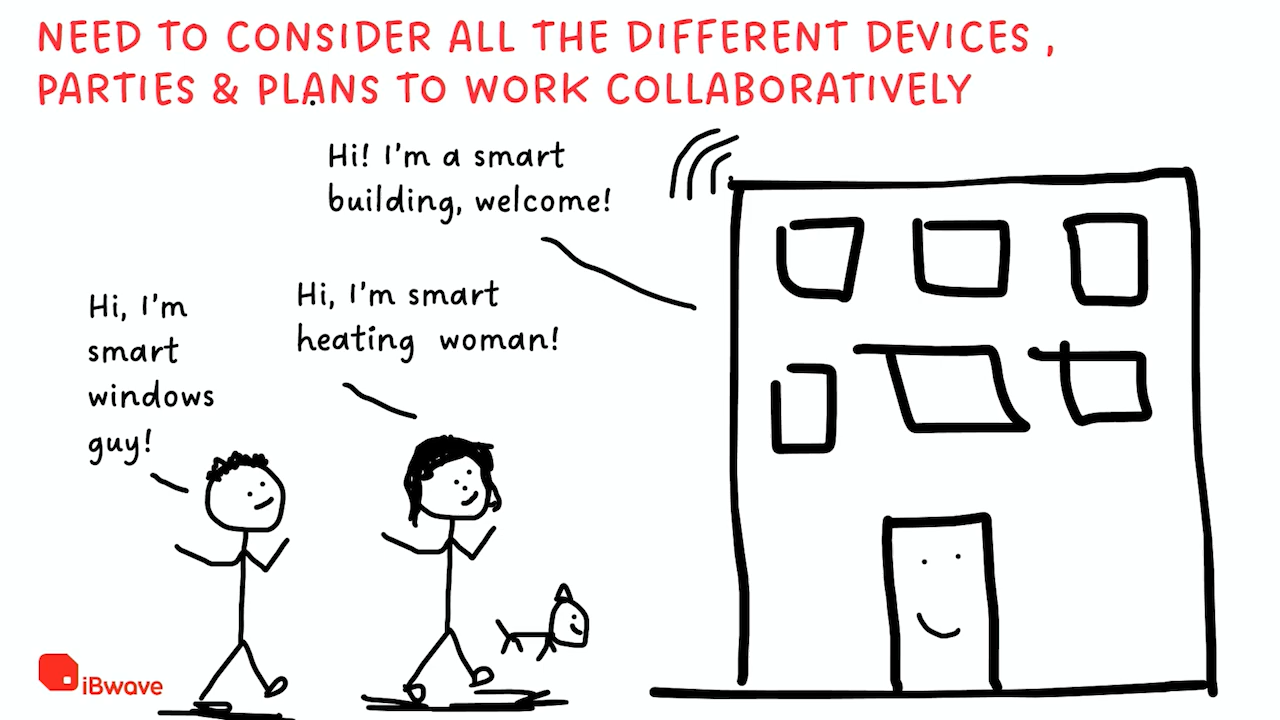 NEED TO CONSIDER ALL THE DIFFERENT DEVICES ,
PARTIES & PLANS TO WORK COLLABORATIVELY
Hi! I'm a smart
building, welcome!
Hi, I'm smart
heating woman!
Hi, I'm
smart
windows
guy!
iBwave